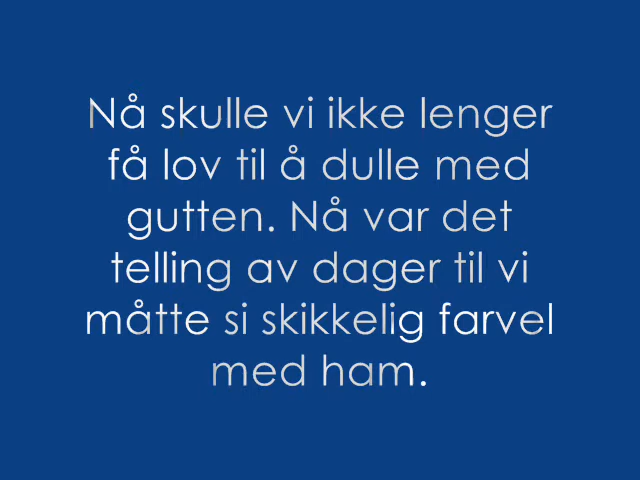 Nå skulle vi ikke lenger
få lov til å dulle med
gutten. Nå var det
telling av dager til vi
måtte si skikkelig farvel
med ham.